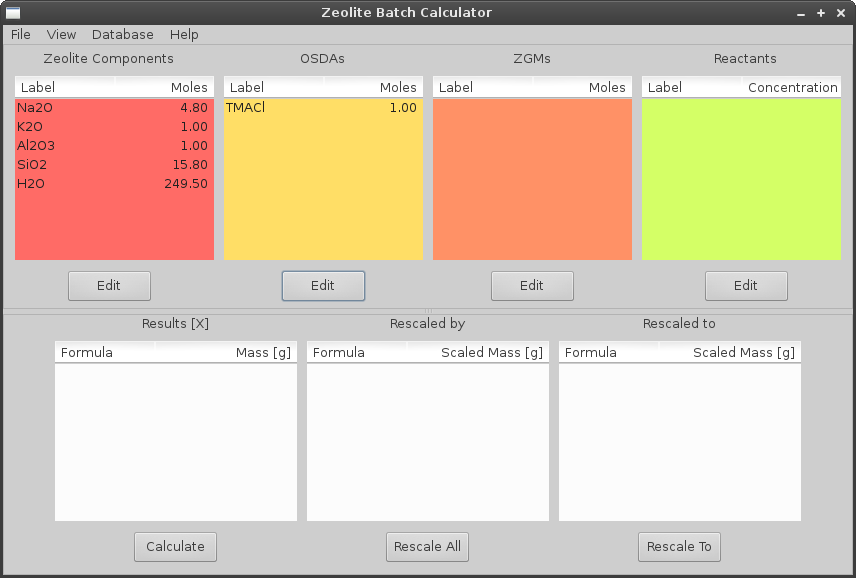 Zeolite Batch Calculator
File View Database Help
Zeolite Components OSDAs ZGMs Reactants
Label Moles Label Moles Label Moles Label Concentration
Na2O 4.80 TMACl 1.00
K2O 1.00
Al2O3 1.00
SiO2 15.80
H2O 249.50
Edit Edit Edit Edit
Results [X] Rescaled by Rescaled to
Formula Mass [g] Formula Scaled Mass [g] Formula Scaled Mass [g]
Calculate Rescale All Rescale To